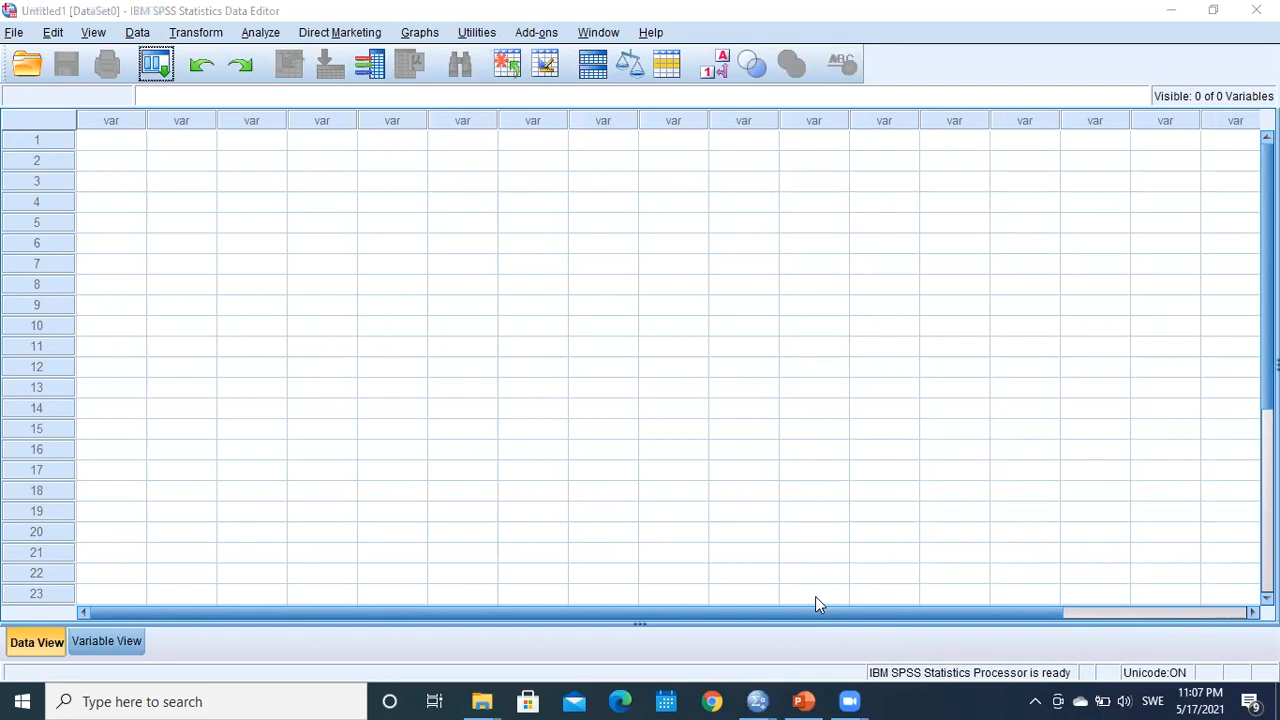 Untitled1 [DataSet0] - IBM SPSS Statistics Data Editor
File Edit View Data Transform Analyze Direct Marketing Graphs Utilities Add-ons Window Help
A
1
ABC
Visible: 0 of 0 Variables
var var var var var var var var var var var var var var var var var
1
2
3
4
5
6
7
8
9
10
11
12
13
14
15
16
17
18
19
20
21
22
23
Data View Variable View
IBM SPSS Statistics Processor is ready Unicode:ON
Type here to search
SWE
11:07 PM
5/17/2021
9